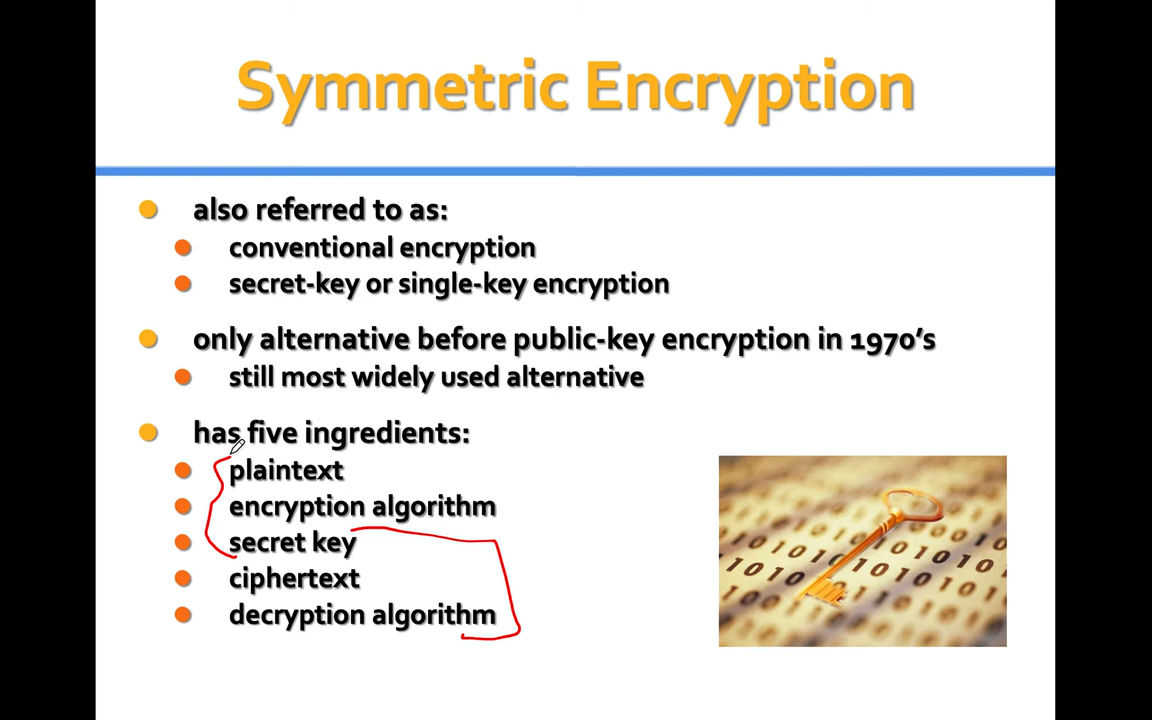 Symmetric Encryption
also referred to as:
conventional encryption
secret-key or single-key encryption
only alternative before public-key encryption in 1970's
still most widely used alternative
has five ingredients:
plaintext
encryption algorithm
secret key
ciphertext
decryption algorithm